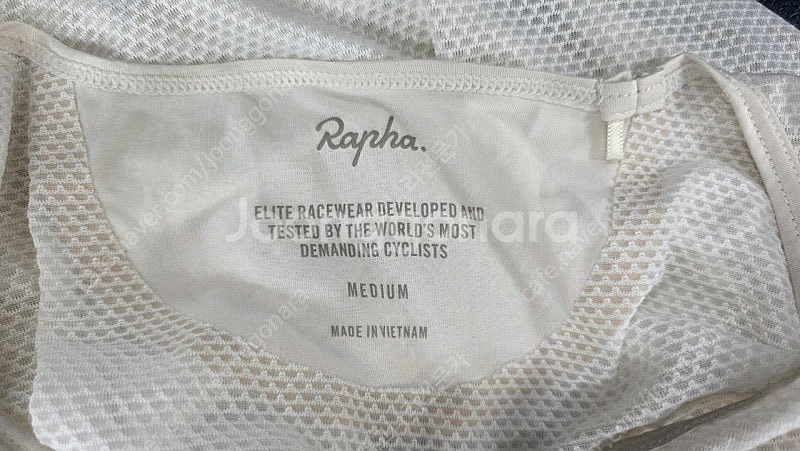 Rapha.
ELITE RACEWEAR DEVELOPED AND
TESTED BY THE WORLD'S MOST
DEMANDING CYCLISTS
MEDIUM
MADE IN VIETNAM